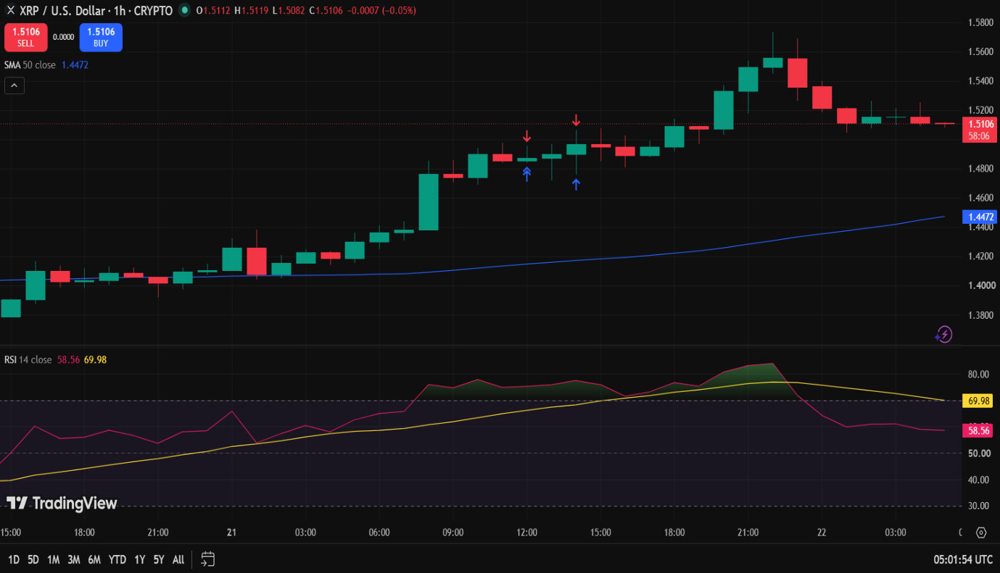 XRP / U.S. Dollar · 1h · CRYPTO O1.5112 H1.5119 L1.5082 C1.5106 −0.0007 (−0.05%)
1.5106 SELL
0.0000
1.5106 BUY
SMA 50 close 1.4472
1.5800
1.5600
1.5400
1.5200
1.5106
58:06
1.4800
1.4600
1.4472
1.4400
1.4200
1.4000
1.3800
RSI 14 close 58.56 69.98
80.00
69.98
58.56
50.00
40.00
30.00
TradingView
15:00 18:00 21:00 21 03:00 06:00 09:00 12:00 15:00 18:00 21:00 22 03:00
1D 5D 1M 3M 6M YTD 1Y 5Y All
05:01:54 UTC